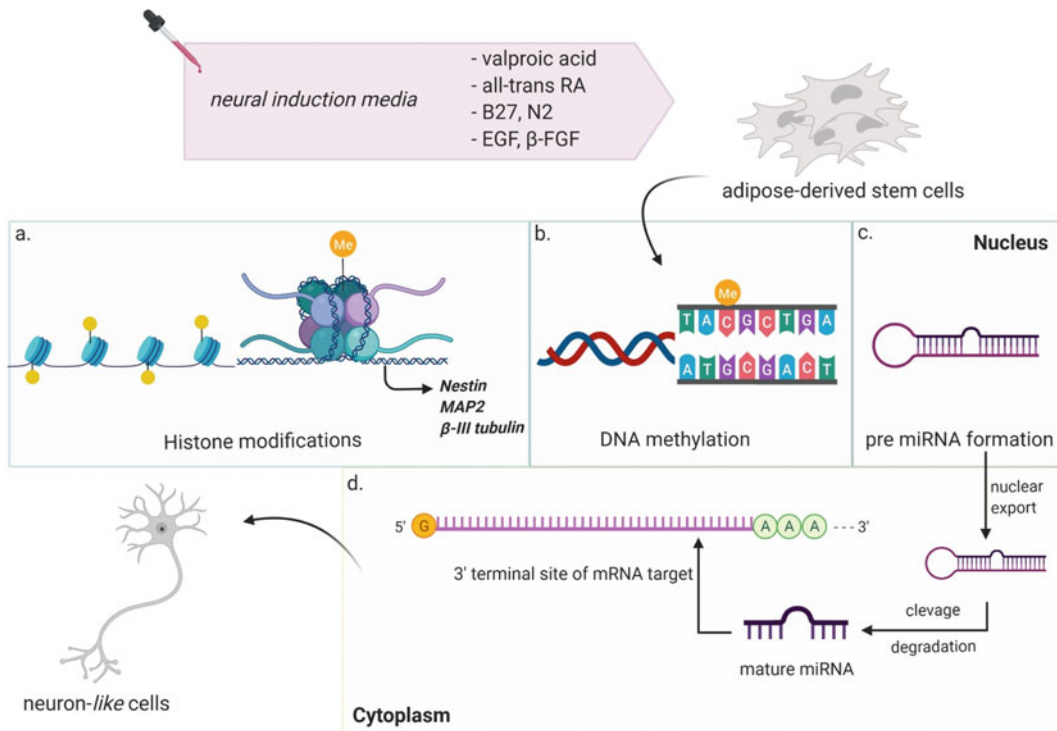 neural induction media
- valproic acid
- all-trans RA
- B27, N2
- EGF, β-FGF
adipose-derived stem cells
a.
Me
Nestin
MAP2
β-III tubulin
Histone modifications
b.
Me
T A C G C T G A
A T G C G A C T
DNA methylation
c.
Nucleus
pre miRNA formation
nuclear
export
d.
5' G A A A ---3'
3' terminal site of mRNA target
clevage
degradation
mature miRNA
neuron-like cells
Cytoplasm